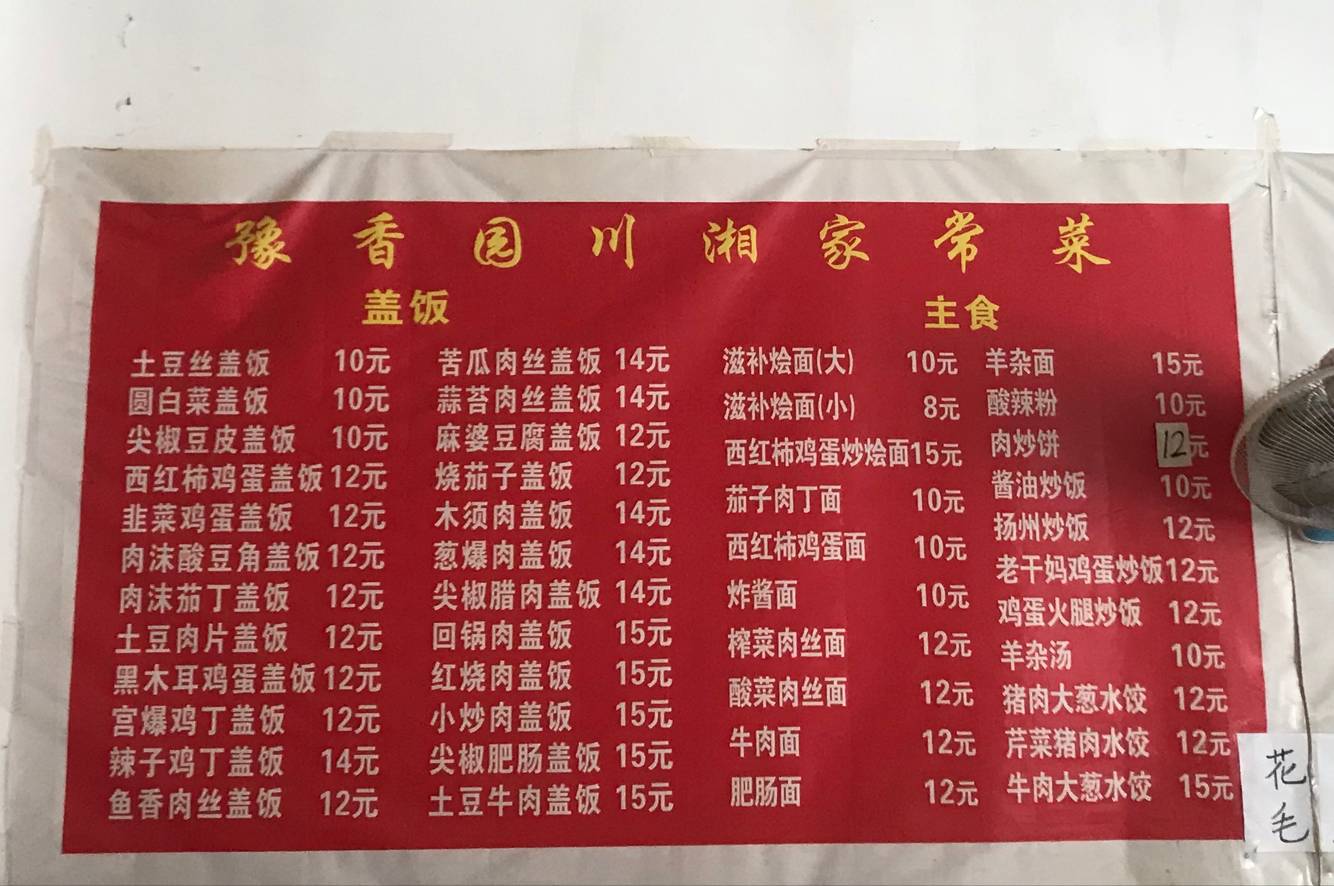 豫香园川湘家常菜
盖饭
土豆丝盖饭 10元
圆白菜盖饭 10元
尖椒豆皮盖饭 10元
西红柿鸡蛋盖饭 12元
韭菜鸡蛋盖饭 12元
肉沫酸豆角盖饭 12元
肉沫茄丁盖饭 12元
土豆肉片盖饭 12元
黑木耳鸡蛋盖饭 12元
宫爆鸡丁盖饭 12元
辣子鸡丁盖饭 14元
鱼香肉丝盖饭 12元
苦瓜肉丝盖饭 14元
蒜苔肉丝盖饭 14元
麻婆豆腐盖饭 12元
烧茄子盖饭 12元
木须肉盖饭 14元
葱爆肉盖饭 14元
尖椒腊肉盖饭 14元
回锅肉盖饭 15元
红烧肉盖饭 15元
小炒肉盖饭 15元
尖椒肥肠盖饭 15元
土豆牛肉盖饭 15元
主食
滋补烩面(大) 10元
滋补烩面(小) 8元
西红柿鸡蛋炒烩面 15元
茄子肉丁面 10元
西红柿鸡蛋面 10元
炸酱面 10元
榨菜肉丝面 12元
酸菜肉丝面 12元
牛肉面 12元
肥肠面 12元
羊杂面 15元
酸辣粉 10元
肉炒饼 12元
酱油炒饭 10元
扬州炒饭 12元
老干妈鸡蛋炒饭 12元
鸡蛋火腿炒饭 12元
羊杂汤 10元
猪肉大葱水饺 12元
芹菜猪肉水饺 12元
牛肉大葱水饺 15元
花
毛